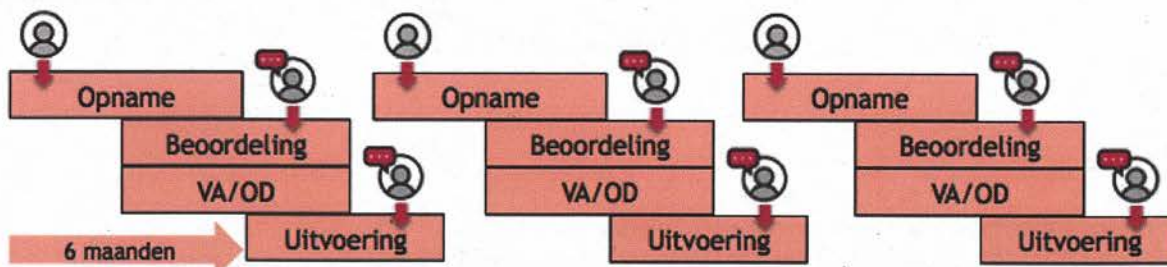 Opname
Beoordeling
VA/OD
Uitvoering
6 maanden
Opname
Beoordeling
VA/OD
Uitvoering
Opname
Beoordeling
VA/OD
Uitvoering